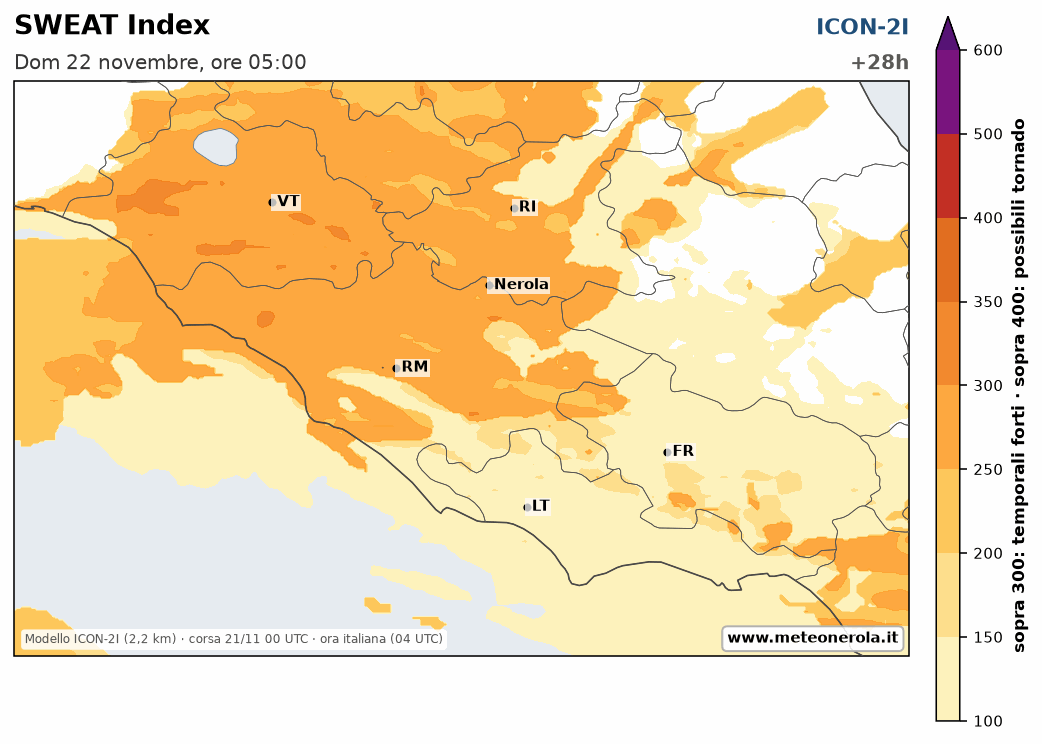 SWEAT Index
ICON-2I
Dom 22 novembre, ore 05:00
+28h
VT
RI
Nerola
RM
FR
LT
Modello ICON-2I (2,2 km) · corsa 21/11 00 UTC · ora italiana (04 UTC)
www.meteonerola.it
600
500
400
350
300
250
200
150
100
sopra 300: temporali forti · sopra 400: possibili tornado